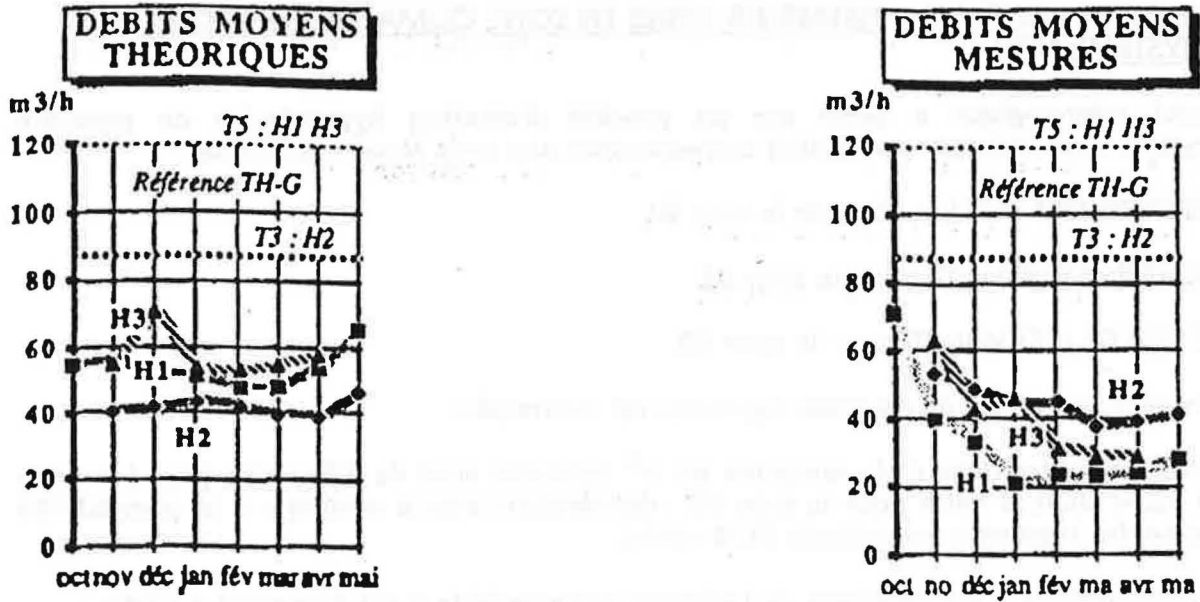 DEBITS MOYENS
THEORIQUES
m3/h
T5 : H1 H3
120
Référence TH-G
100
T3 : H2
80
H3
60
H1
40
H2
20
0
oct nov déc jan fév mar avr mai
DEBITS MOYENS
MESURES
m3/h
T5 : H1 H3
120
Référence TH-G
100
T3 : H2
80
60
H2
40
H3
H1
20
0
oct no déc jan fév ma avr ma